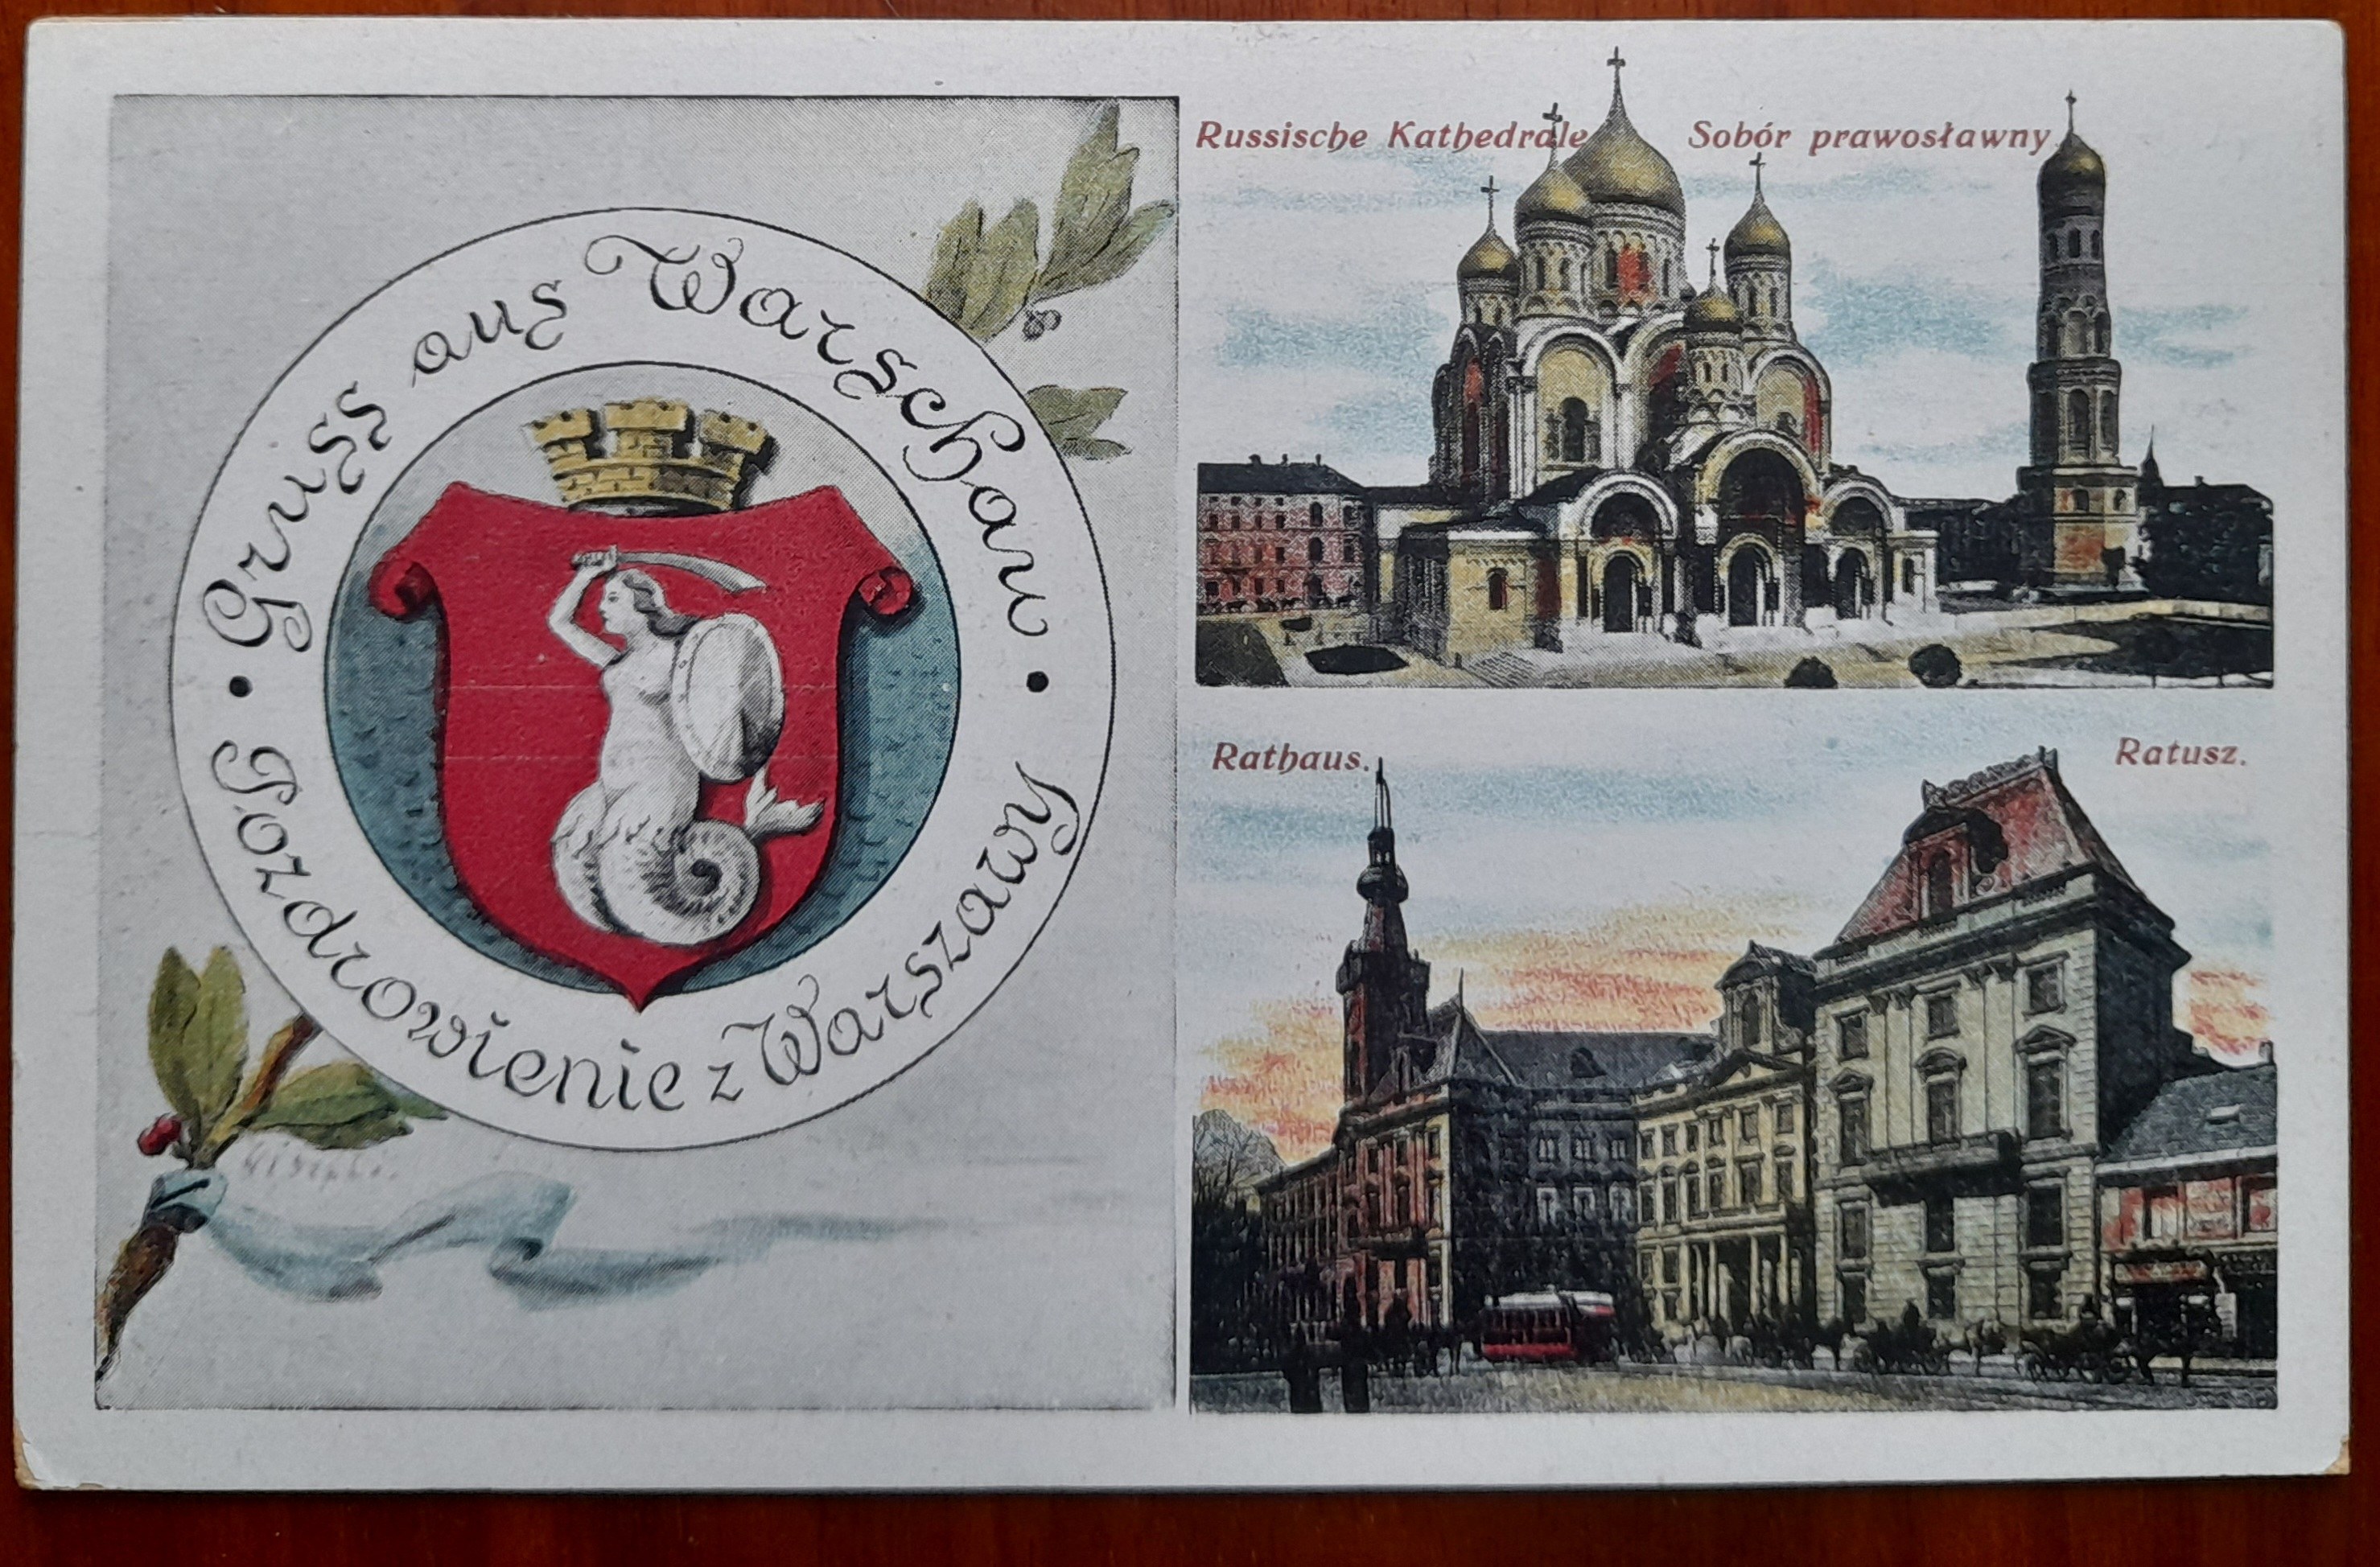 Gruss aus Warschau
Pozdrowienie z Warszawy
Russische Kathedrale Sobór prawosławny
Rathaus. Ratusz.